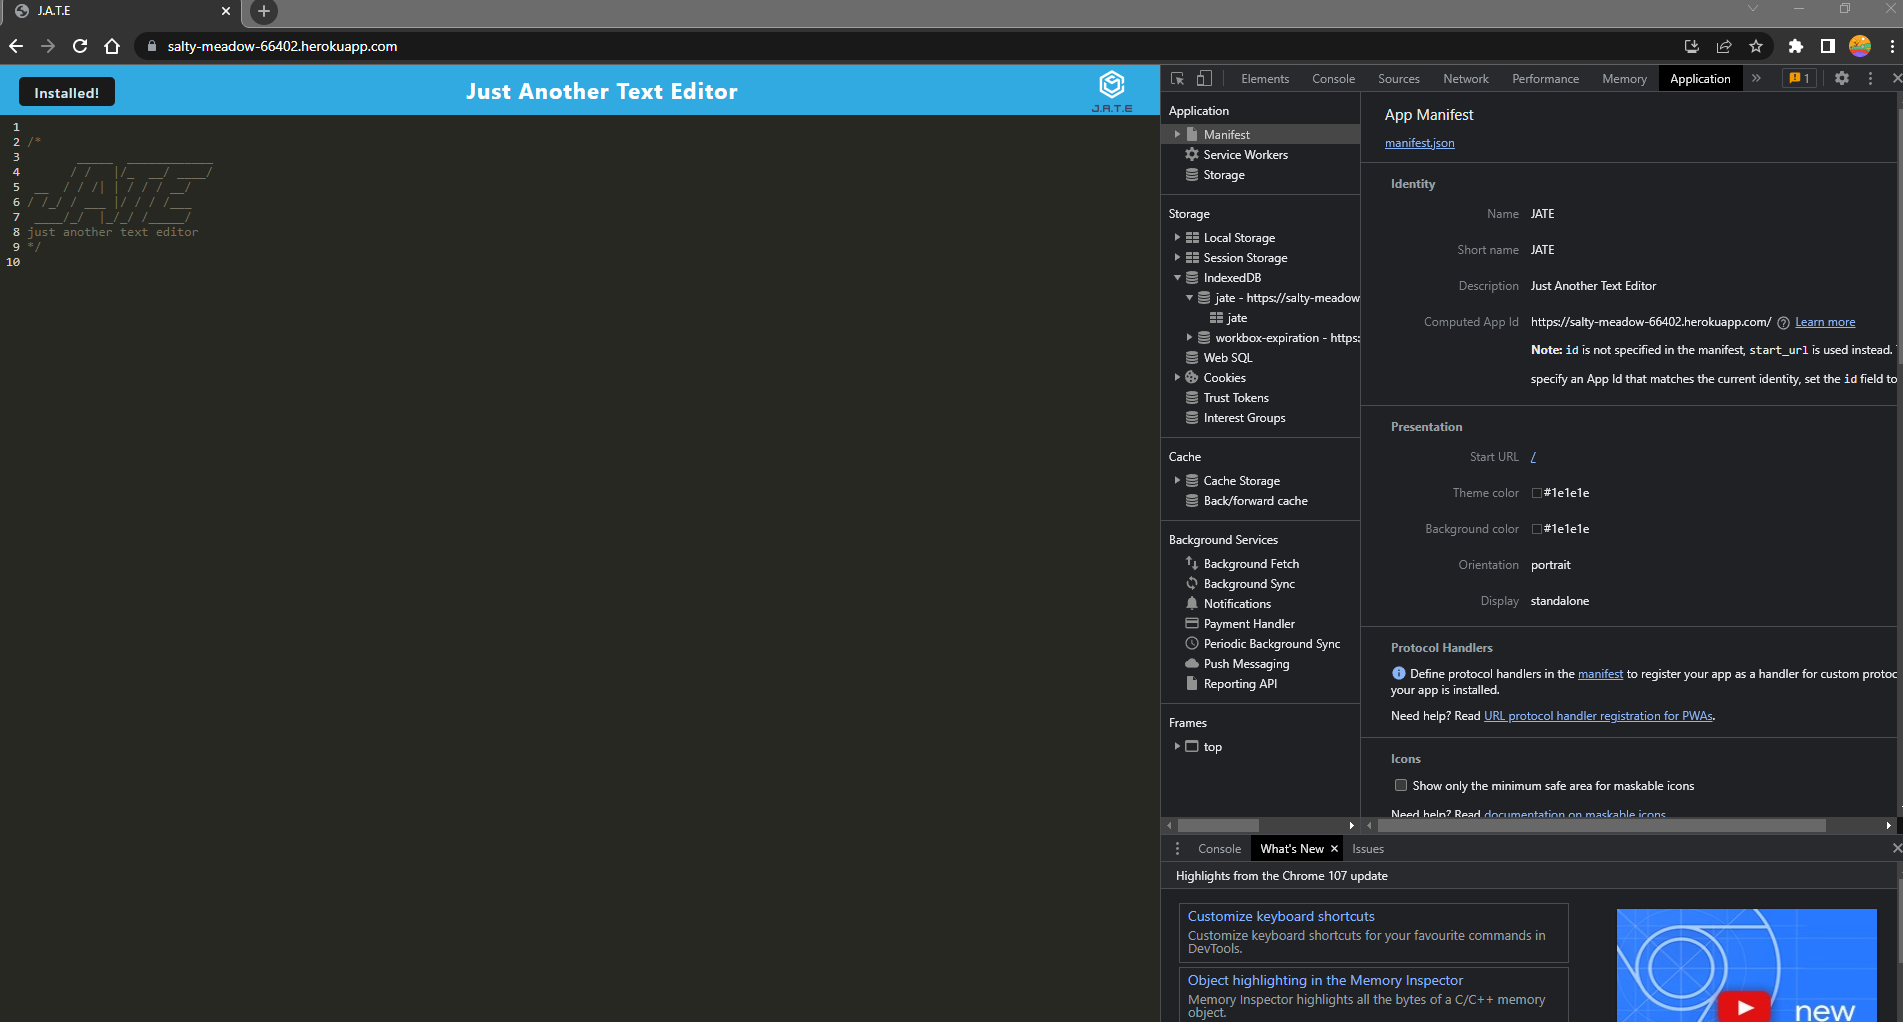 J.A.T.E
salty-meadow-66402.herokuapp.com
Installed!
Just Another Text Editor
J.A.T.E
1
2 /*
3         _____  ____________
4        / /   |/_  __/ ____/
5   __  / / /| | / / / __/
6  / /_/ / ___ |/ / / /___
7   ____/_/  |_/_/ /_____/
8 just another text editor
9 */
10
Elements Console Sources Network Performance Memory Application » 1
Application
Manifest
Service Workers
Storage
Storage
Local Storage
Session Storage
IndexedDB
jate - https://salty-meadow
jate
workbox-expiration - https:
Web SQL
Cookies
Trust Tokens
Interest Groups
Cache
Cache Storage
Back/forward cache
Background Services
Background Fetch
Background Sync
Notifications
Payment Handler
Periodic Background Sync
Push Messaging
Reporting API
Frames
top
App Manifest
manifest.json
Identity
Name JATE
Short name JATE
Description Just Another Text Editor
Computed App Id https://salty-meadow-66402.herokuapp.com/ Learn more
Note: id is not specified in the manifest, start_url is used instead.
specify an App Id that matches the current identity, set the id field to
Presentation
Start URL /
Theme color #1e1e1e
Background color #1e1e1e
Orientation portrait
Display standalone
Protocol Handlers
Define protocol handlers in the manifest to register your app as a handler for custom protoc
your app is installed.
Need help? Read URL protocol handler registration for PWAs.
Icons
Show only the minimum safe area for maskable icons
Need help? Read documentation on maskable icons
Console What's New Issues
Highlights from the Chrome 107 update
Customize keyboard shortcuts
Customize keyboard shortcuts for your favourite commands in
DevTools.
Object highlighting in the Memory Inspector
Memory Inspector highlights all the bytes of a C/C++ memory
object.
new